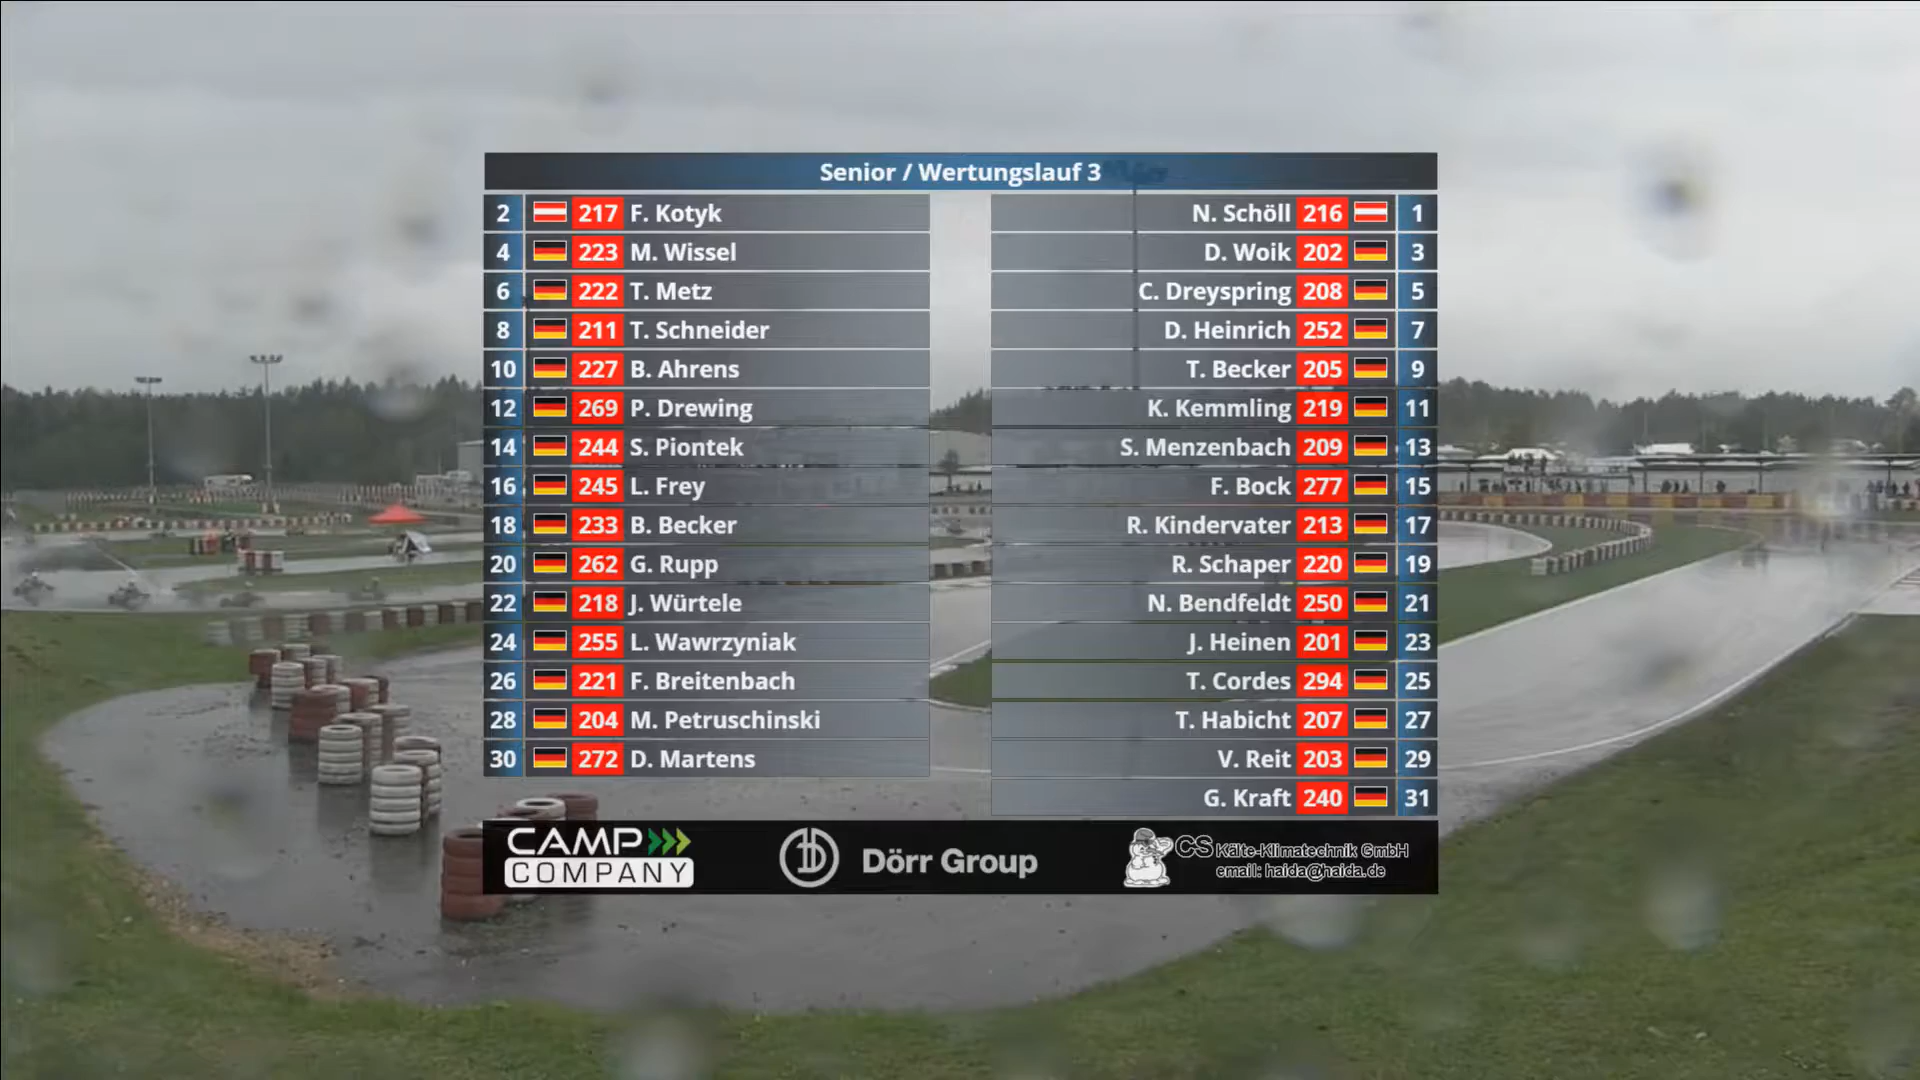 Senior / Wertungslauf 3
2 217 F. Kotyk N. Schöll 216 1
4 223 M. Wissel D. Woik 202 3
6 222 T. Metz C. Dreyspring 208 5
8 211 T. Schneider D. Heinrich 252 7
10 227 B. Ahrens T. Becker 205 9
12 269 P. Drewing K. Kemmling 219 11
14 244 S. Piontek S. Menzenbach 209 13
16 245 L. Frey F. Bock 277 15
18 233 B. Becker R. Kindervater 213 17
20 262 G. Rupp R. Schaper 220 19
22 218 J. Würtele N. Bendfeldt 250 21
24 255 L. Wawrzyniak J. Heinen 201 23
26 221 F. Breitenbach T. Cordes 294 25
28 204 M. Petruschinski T. Habicht 207 27
30 272 D. Martens V. Reit 203 29
G. Kraft 240 31
CAMP
COMPANY
Dörr Group
CS Kälte-Klimatechnik GmbH
email: haida@haida.de